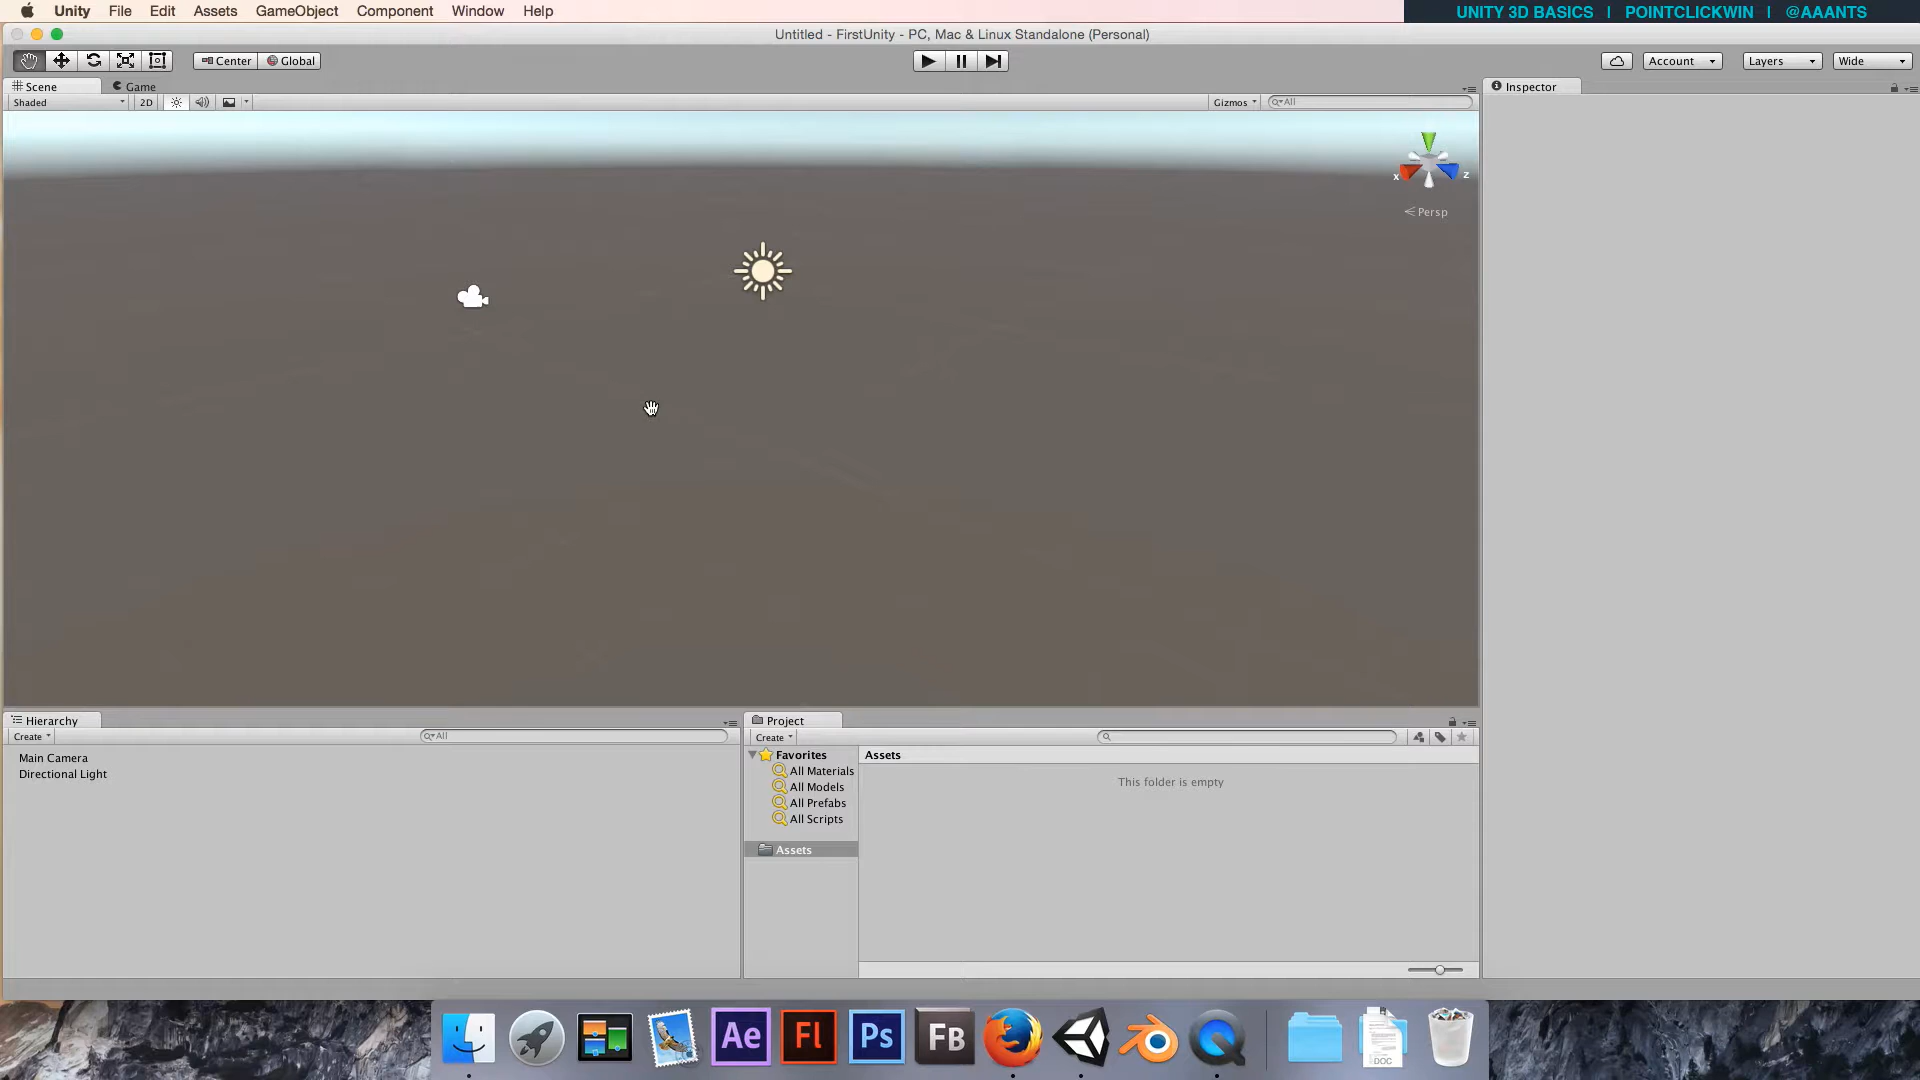 Unity File Edit Assets GameObject Component Window Help
UNITY 3D BASICS | POINTCLICKWIN | @AAANTS
Untitled - FirstUnity - PC, Mac & Linux Standalone (Personal)
Center Global
Account Layers Wide
Scene Game
Inspector
Shaded 2D
Gizmos All
x z
Persp
Hierarchy
Create All
Main Camera
Directional Light
Project
Create
Favorites
All Materials
All Models
All Prefabs
All Scripts
Assets
Assets
This folder is empty
Ae Fl Ps FB
DOC